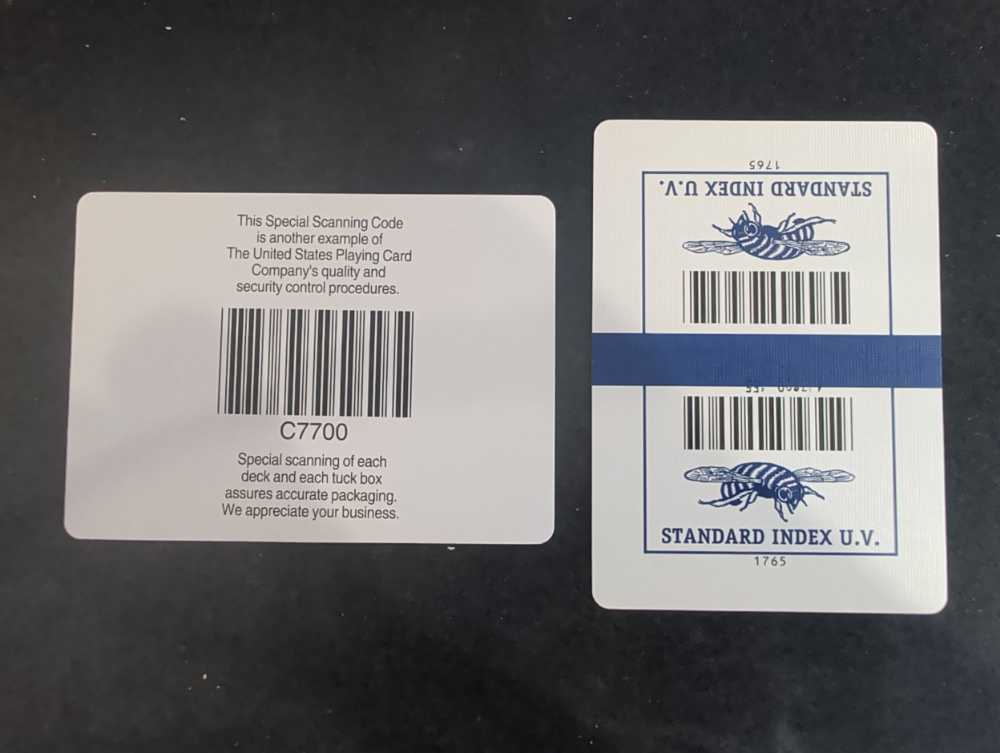 This Special Scanning Code
is another example of
The United States Playing Card
Company's quality and
security control procedures.
C7700
Special scanning of each
deck and each tuck box
assures accurate packaging.
We appreciate your business.
1765
STANDARD INDEX U.V.
STANDARD INDEX U.V.
1765